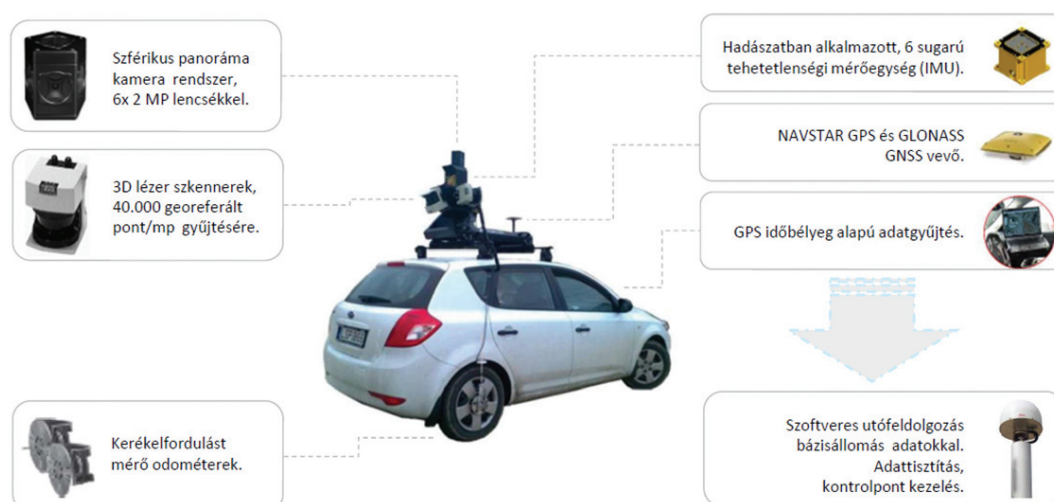 Szférikus panoráma
kamera rendszer,
6x 2 MP lencsékkel.
3D lézer szkennerek,
40.000 georeferált
pont/mp gyűjtésére.
Kerékelfordulást
mérő odométerek.
Hadászatban alkalmazott, 6 sugarú
tehetetlenségi mérőegység (IMU).
NAVSTAR GPS és GLONASS
GNSS vevő.
GPS időbélyeg alapú adatgyűjtés.
Szoftveres utófeldolgozás
bázisállomás adatokkal.
Adattisztítás,
kontrolpont kezelés.